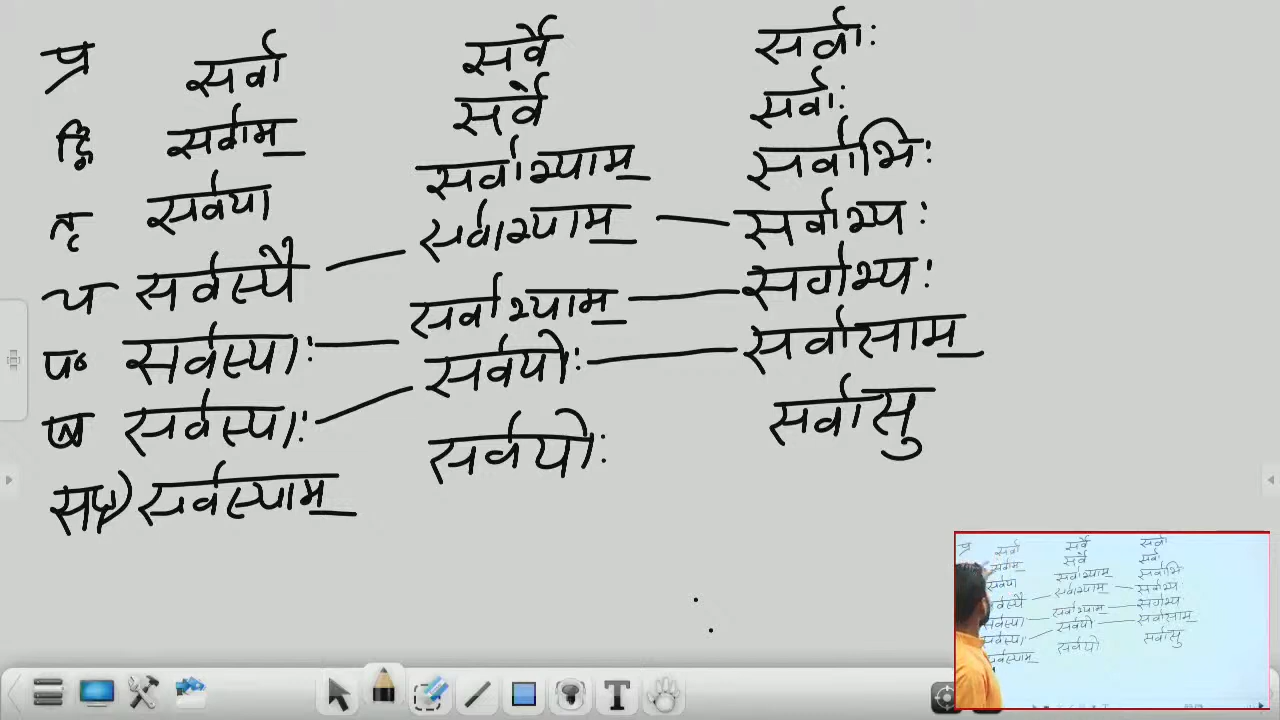 प्र सर्वा सर्वे सर्वाः
द्वि सर्वाम् सर्वे सर्वाः
तृ सर्वया सर्वाभ्याम् सर्वाभिः
च सर्वस्यै सर्वाभ्याम् सर्वाभ्यः
प० सर्वस्याः सर्वाभ्याम् सर्वाभ्यः
ष सर्वस्याः सर्वयोः सर्वासाम्
सप्त) सर्वस्याम् सर्वयोः सर्वासु